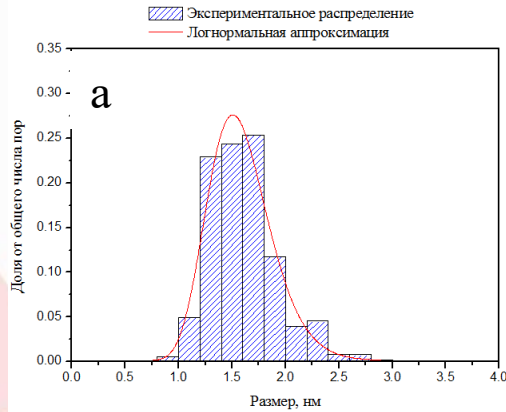 Экспериментальное распределение
Логнормальная аппроксимация
а
Доля от общего числа пор
0.35
0.30
0.25
0.20
0.15
0.10
0.05
0.00
0.0 0.5 1.0 1.5 2.0 2.5 3.0 3.5 4.0
Размер, нм